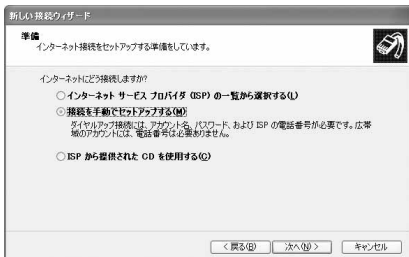 新しい接続ウィザード
準備
インターネット接続をセットアップする準備をしています。
インターネットにどう接続しますか?
インターネット サービス プロバイダ (ISP) の一覧から選択する(L)
接続を手動でセットアップする(M)
ダイヤルアップ接続には、アカウント名、パスワード、および ISP の電話番号が必要です。広帯
域のアカウントには、電話番号は必要ありません。
ISP から提供された CD を使用する(C)
< 戻る(B) 次へ(N) > キャンセル